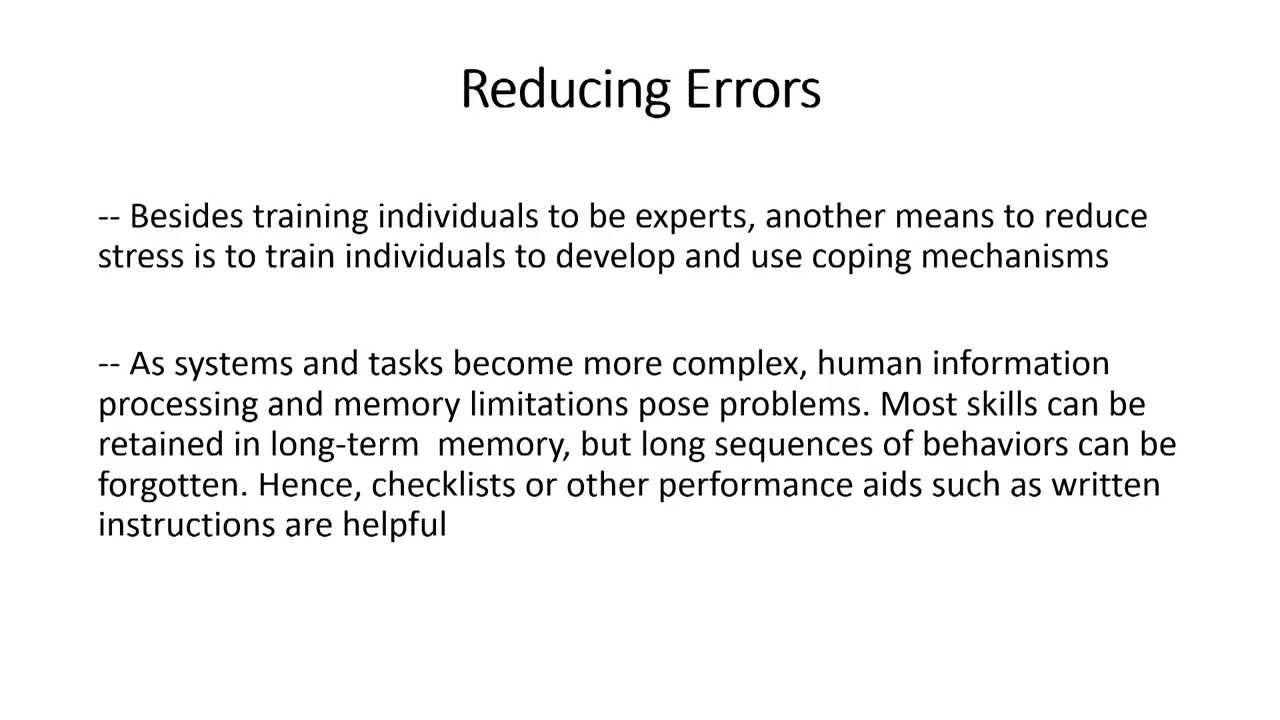 Reducing Errors
-- Besides training individuals to be experts, another means to reduce
stress is to train individuals to develop and use coping mechanisms
-- As systems and tasks become more complex, human information
processing and memory limitations pose problems. Most skills can be
retained in long-term  memory, but long sequences of behaviors can be
forgotten. Hence, checklists or other performance aids such as written
instructions are helpful